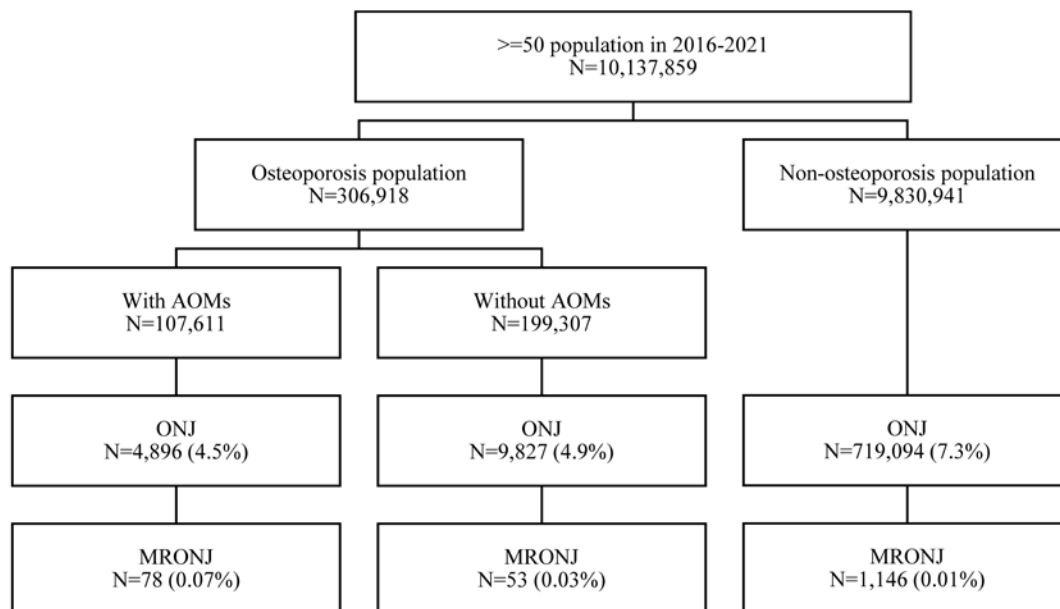 >=50 population in 2016-2021
N=10,137,859
Osteoporosis population
N=306,918
Non-osteoporosis population
N=9,830,941
With AOMs
N=107,611
Without AOMs
N=199,307
ONJ
N=4,896 (4.5%)
ONJ
N=9,827 (4.9%)
ONJ
N=719,094 (7.3%)
MRONJ
N=78 (0.07%)
MRONJ
N=53 (0.03%)
MRONJ
N=1,146 (0.01%)